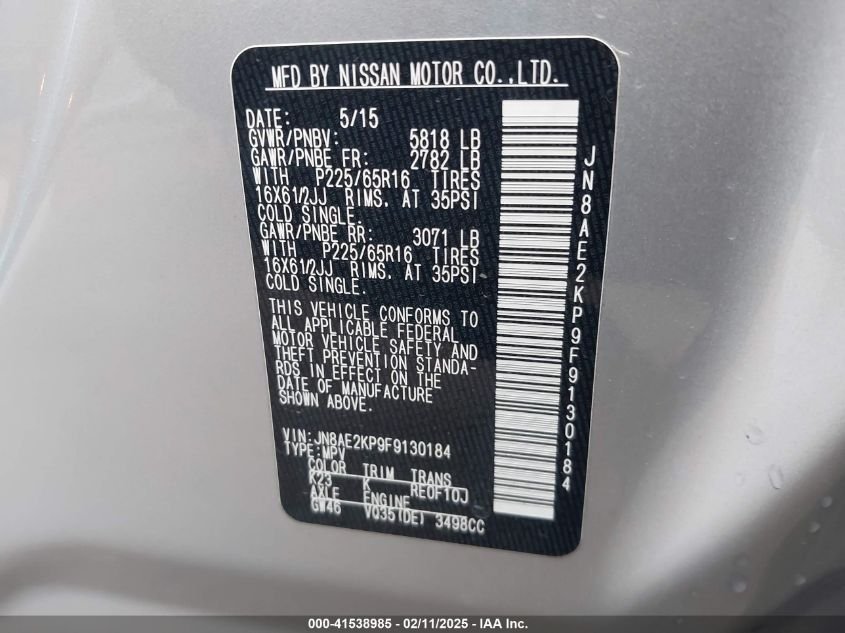 MFD BY NISSAN MOTOR CO.,LTD.
DATE: 5/15
GVWR/PNBV: 5818 LB
GAWR/PNBE FR: 2782 LB
WITH P225/65R16 TIRES
16X61/2JJ RIMS. AT 35PSI
COLD SINGLE.
GAWR/PNBE RR: 3071 LB
WITH P225/65R16 TIRES
16X61/2JJ RIMS. AT 35PSI
COLD SINGLE.
THIS VEHICLE CONFORMS TO
ALL APPLICABLE FEDERAL
MOTOR VEHICLE SAFETY AND
THEFT PREVENTION STANDA-
RDS IN EFFECT ON THE
DATE OF MANUFACTURE
SHOWN ABOVE.
VIN:JN8AE2KP9F9130184
TYPE:MPV
COLOR TRIM TRANS
K23 K RE0F10J
AXLE ENGINE
GW46 VQ35(DE) 3498CC
JN8AE2KP9F9130184
000-41538985 - 02/11/2025 - IAA Inc.